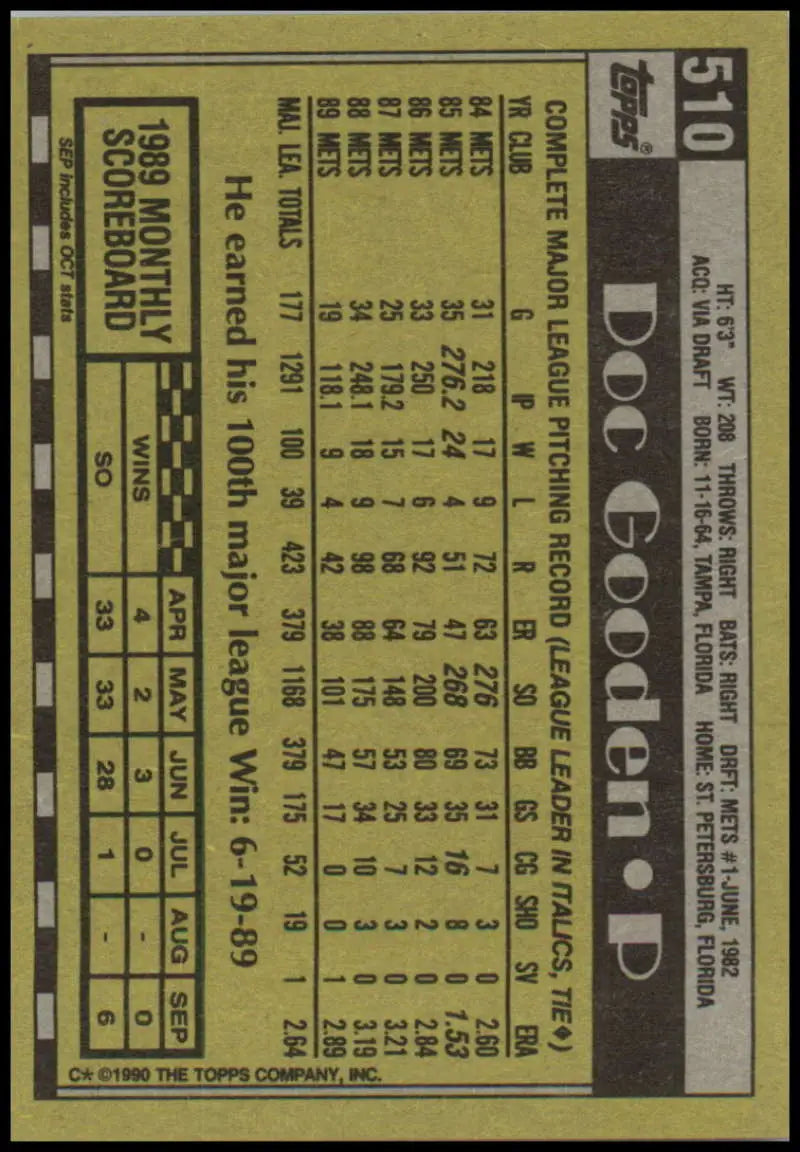 510
HT: 6'3" WT: 208 THROWS: RIGHT BATS: RIGHT DRFT: METS #1-JUNE, 1982
ACQ: VIA DRAFT BORN: 11-16-64, TAMPA, FLORIDA HOME: ST. PETERSBURG, FLORIDA
TOPPS®
DOC GOODEN • P
COMPLETE MAJOR LEAGUE PITCHING RECORD (LEAGUE LEADER IN ITALICS, TIE♦)
YR CLUB G IP W L R ER SO BB GS CG SHO SV ERA
84 METS 31 218 17 9 72 63 276 73 31 7 3 0 2.60
85 METS 35 276.2 24 4 51 47 268 69 35 16 8 0 1.53
86 METS 33 250 17 6 92 79 200 80 33 12 2 0 2.84
87 METS 25 179.2 15 7 68 64 148 53 25 7 3 0 3.21
88 METS 34 248.1 18 9 98 88 175 57 34 10 3 0 3.19
89 METS 19 118.1 9 4 42 38 101 47 17 0 0 1 2.89
MAJ. LEA. TOTALS 177 1291 100 39 423 379 1168 379 175 52 19 1 2.64
He earned his 100th major league Win: 6-19-89
1989 MONTHLY
SCOREBOARD
APR MAY JUN JUL AUG SEP
WINS 4 2 3 0 - 0
SO 33 33 28 1 - 6
SEP includes OCT stats
C* ©1990 THE TOPPS COMPANY, INC.